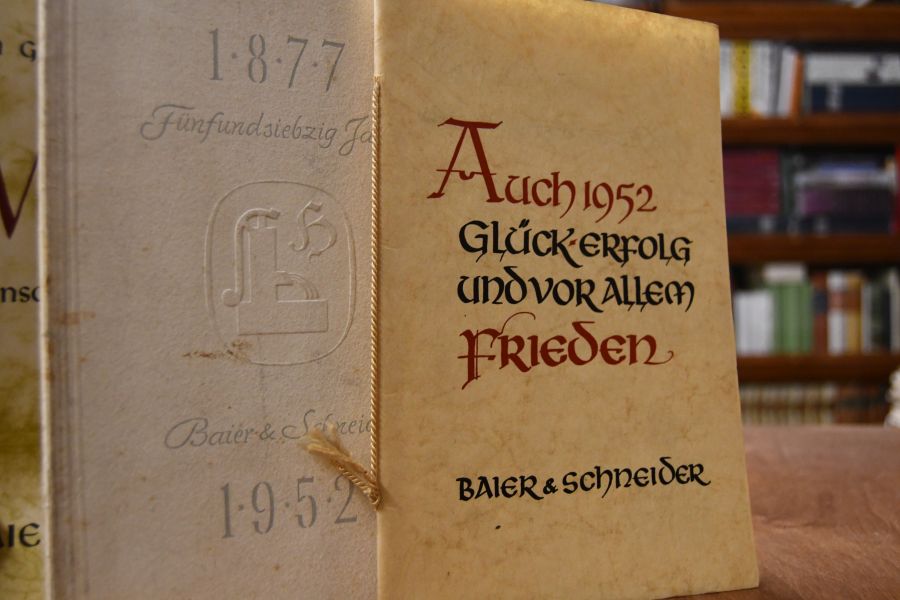 1·8·7·7
Fünfundsiebzig
Baier & Schneid
1·9·5·2
Auch 1952
Glück·Erfolg
und vor allem
Frieden
Baier & Schneider